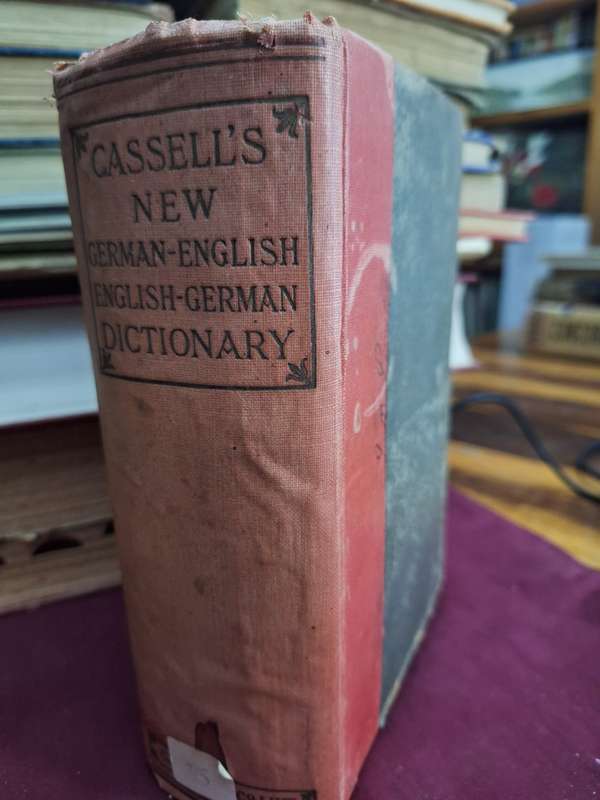 CASSELL'S
NEW
GERMAN-ENGLISH
ENGLISH-GERMAN
DICTIONARY